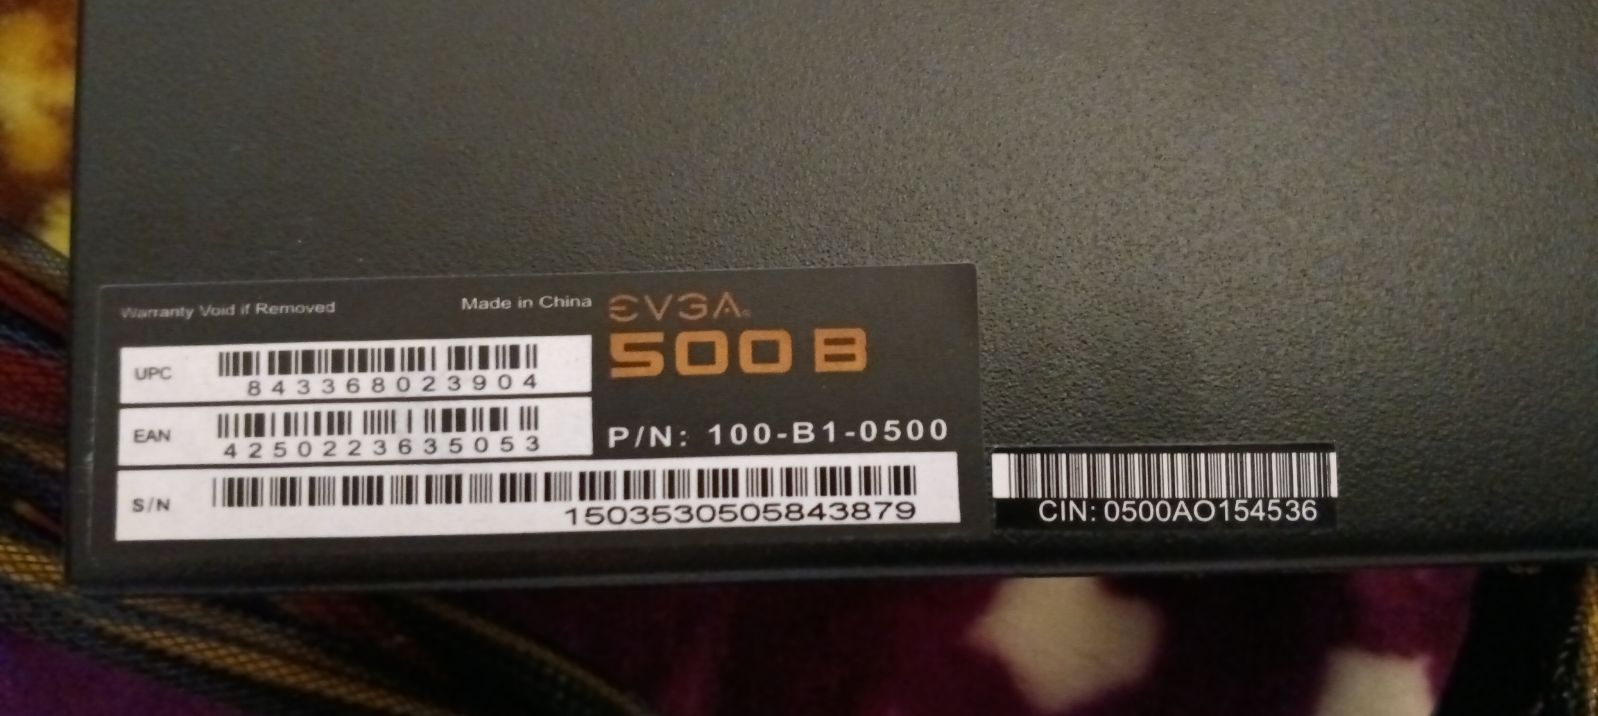 Warranty Void if Removed
Made in China
EVGA
500 B
UPC
843368023904
EAN
4250223635053
P/N: 100-B1-0500
S/N
1503530505843879
CIN: 0500AO154536